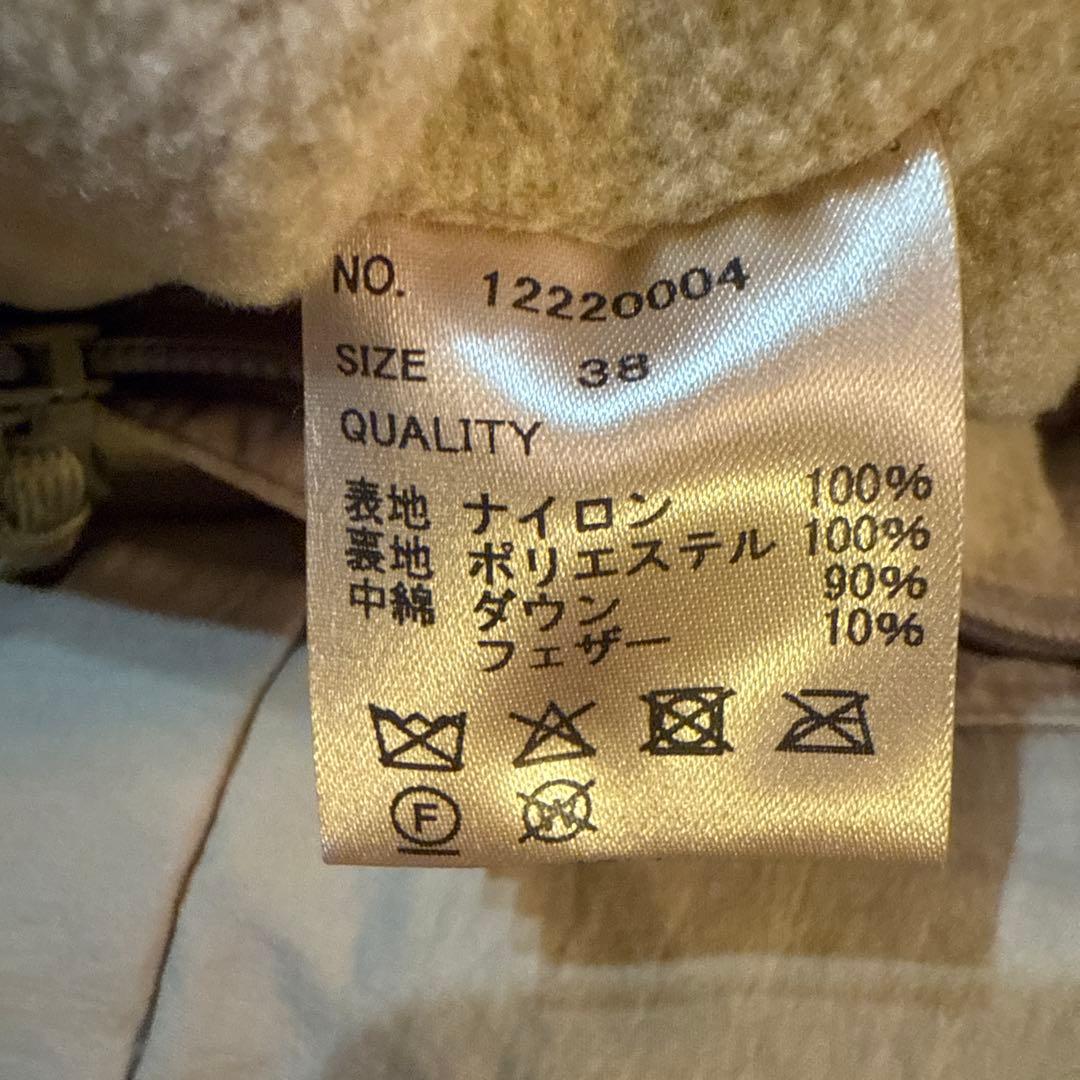 NO. 12220004
SIZE 38
QUALITY
表地 ナイロン 100%
裏地 ポリエステル 100%
中綿 ダウン 90%
フェザー 10%
F
W